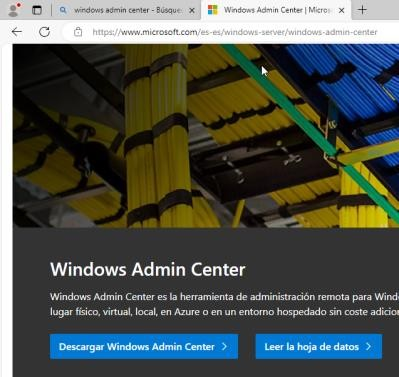 windows admin center - Búsque
Windows Admin Center | Micros
https://www.microsoft.com/es-es/windows-server/windows-admin-center
Windows Admin Center
Windows Admin Center es la herramienta de administración remota para Wind
lugar físico, virtual, local, en Azure o en un entorno hospedado sin coste adicion
Descargar Windows Admin Center
Leer la hoja de datos